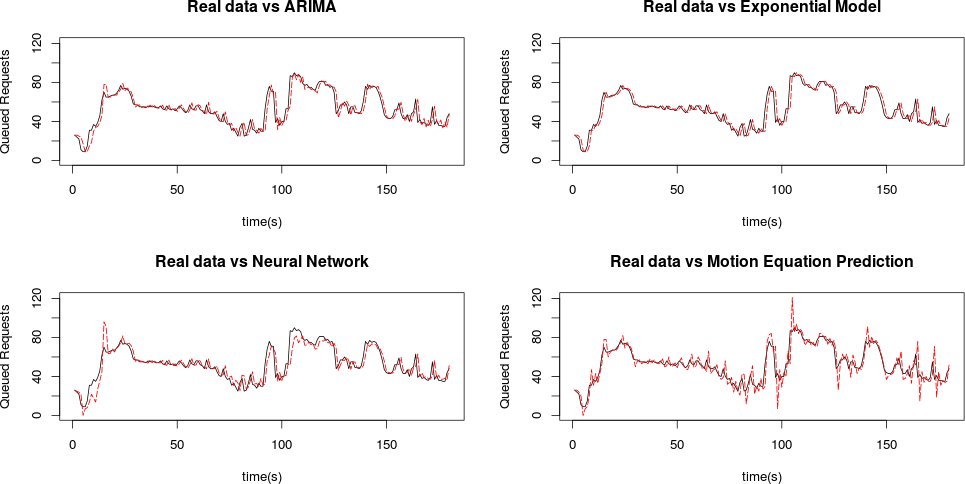 Real data vs ARIMA
Queued Requests
120
80
40
0
0 50 100 150
time(s)
Real data vs Exponential Model
Queued Requests
120
80
40
0
0 50 100 150
time(s)
Real data vs Neural Network
Queued Requests
120
80
40
0
0 50 100 150
time(s)
Real data vs Motion Equation Prediction
Queued Requests
120
80
40
0
0 50 100 150
time(s)